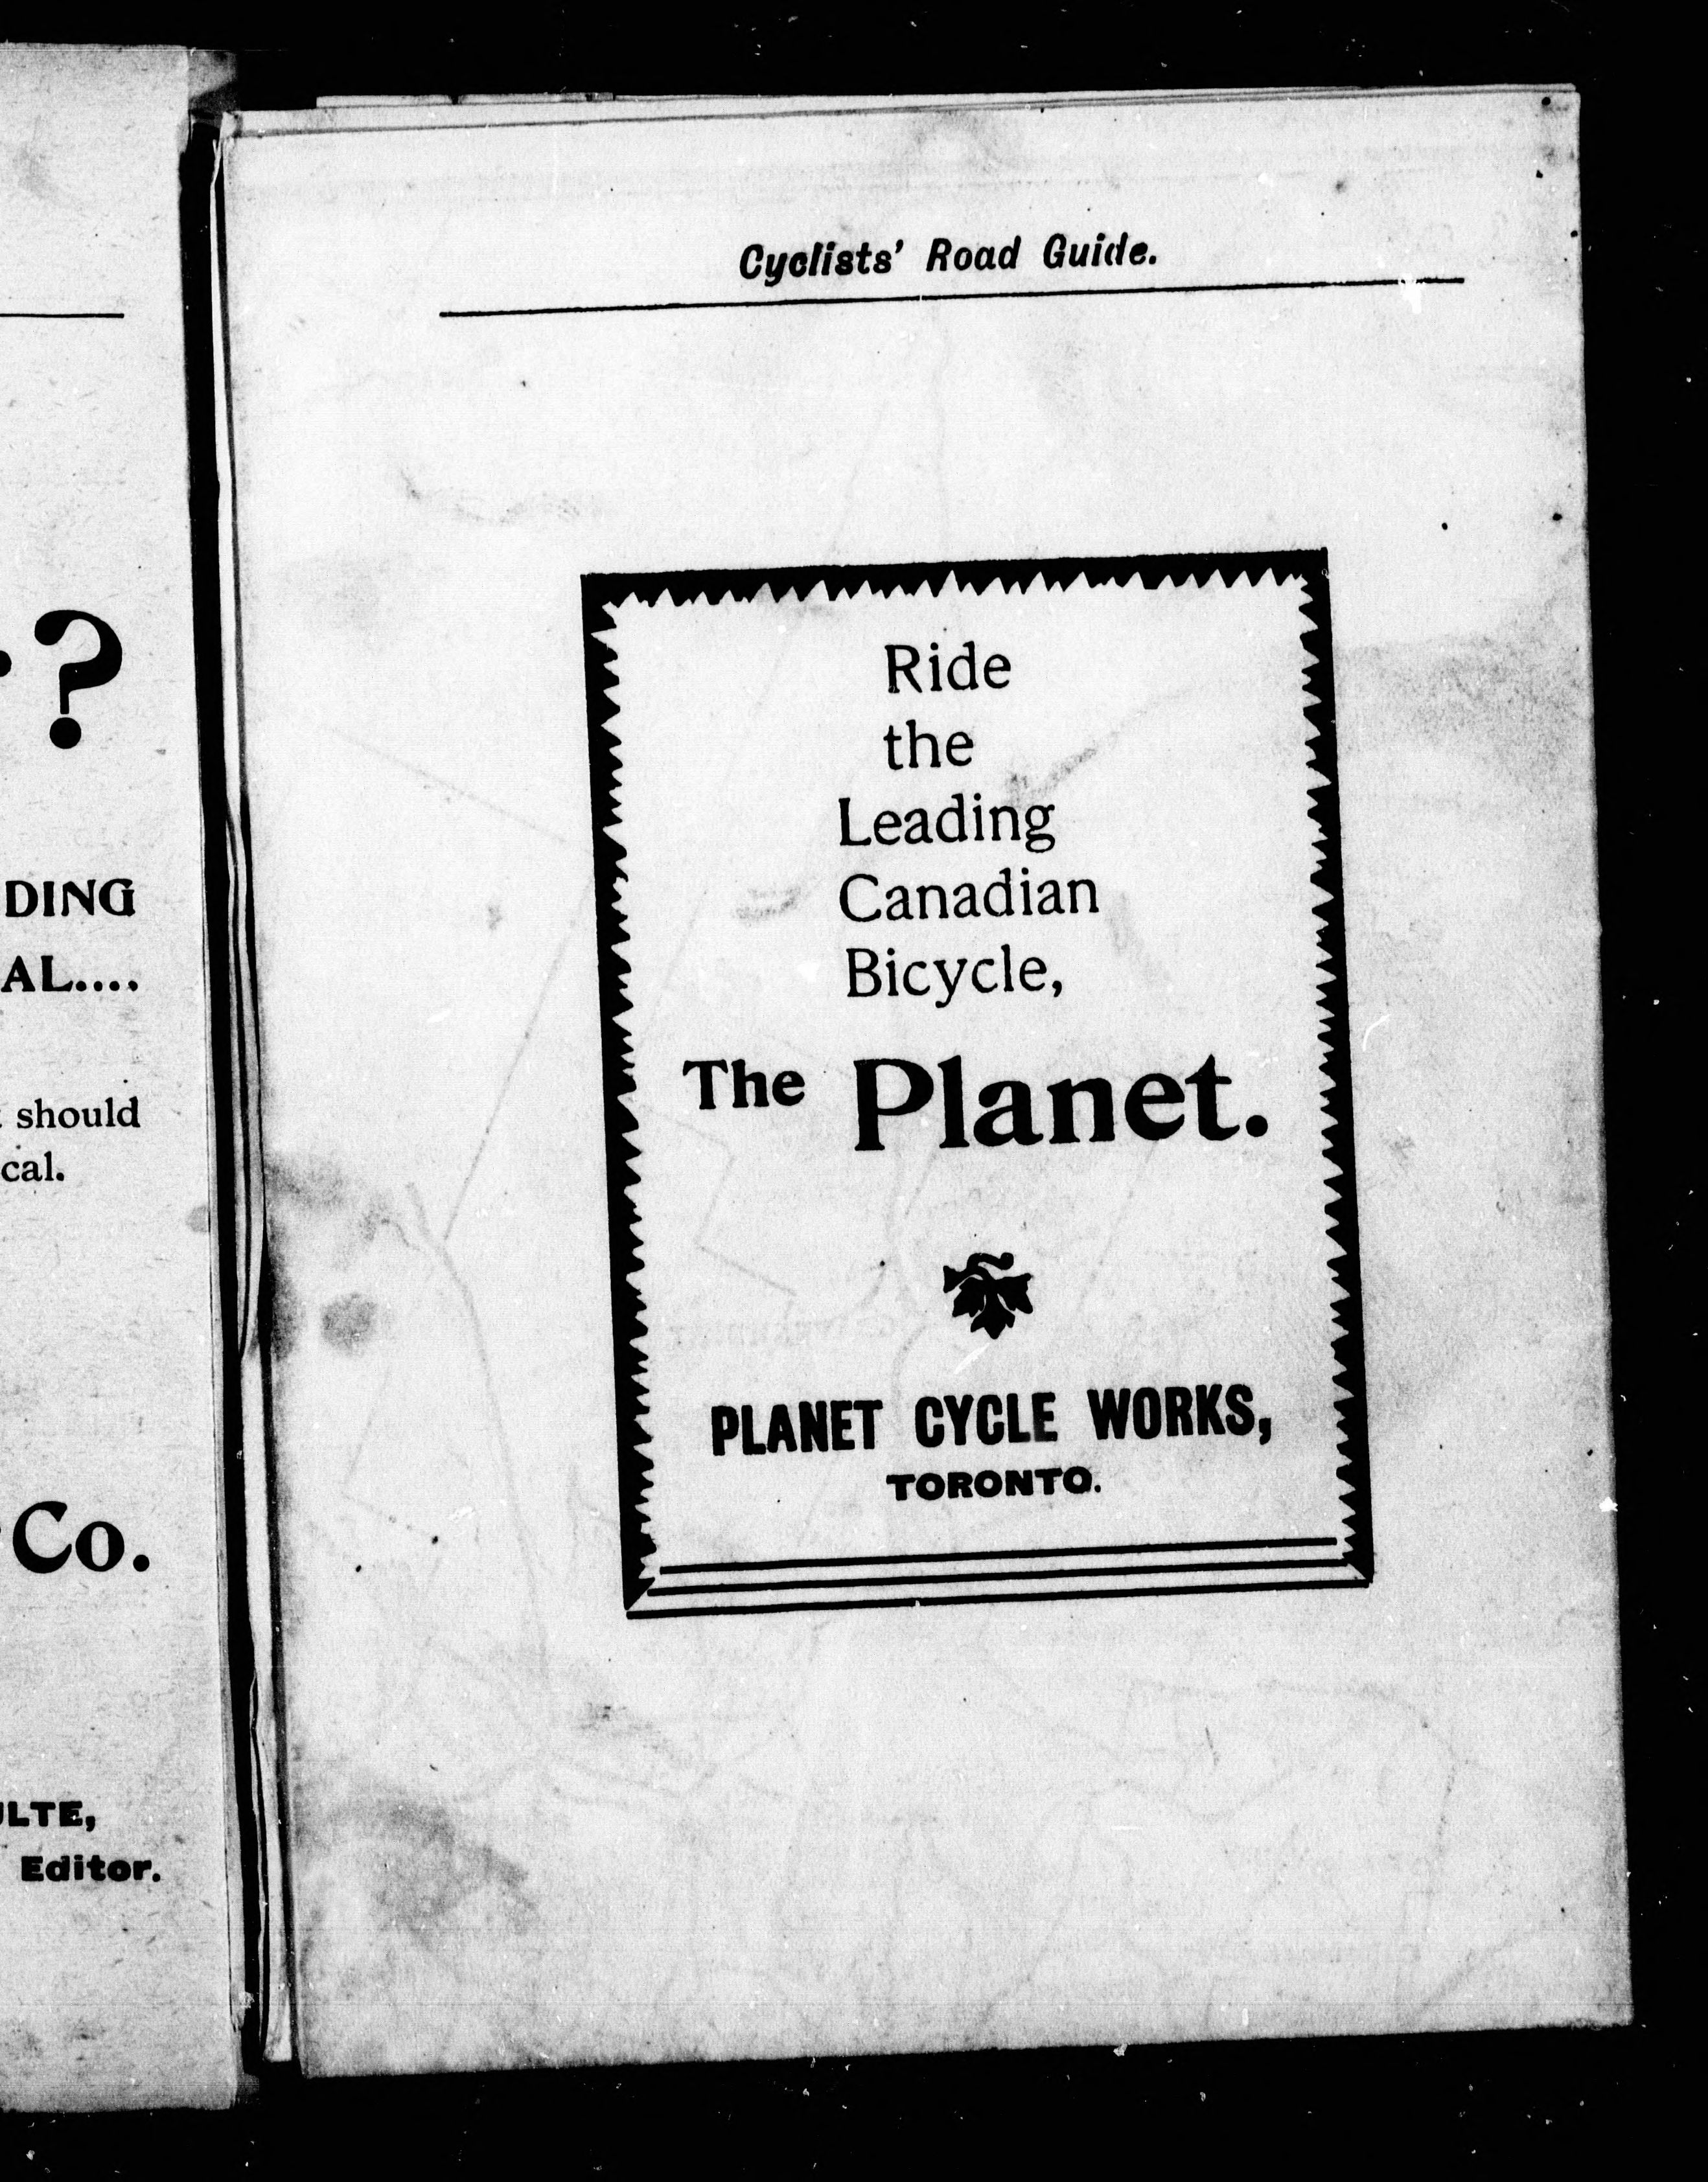 ?
DING
AL....
should
cal.
Co.
LTE,
Editor.
Cyclists' Road Guide.
Ride
the
Leading
Canadian
Bicycle,
The Planet.
PLANET CYCLE WORKS,
TORONTO.